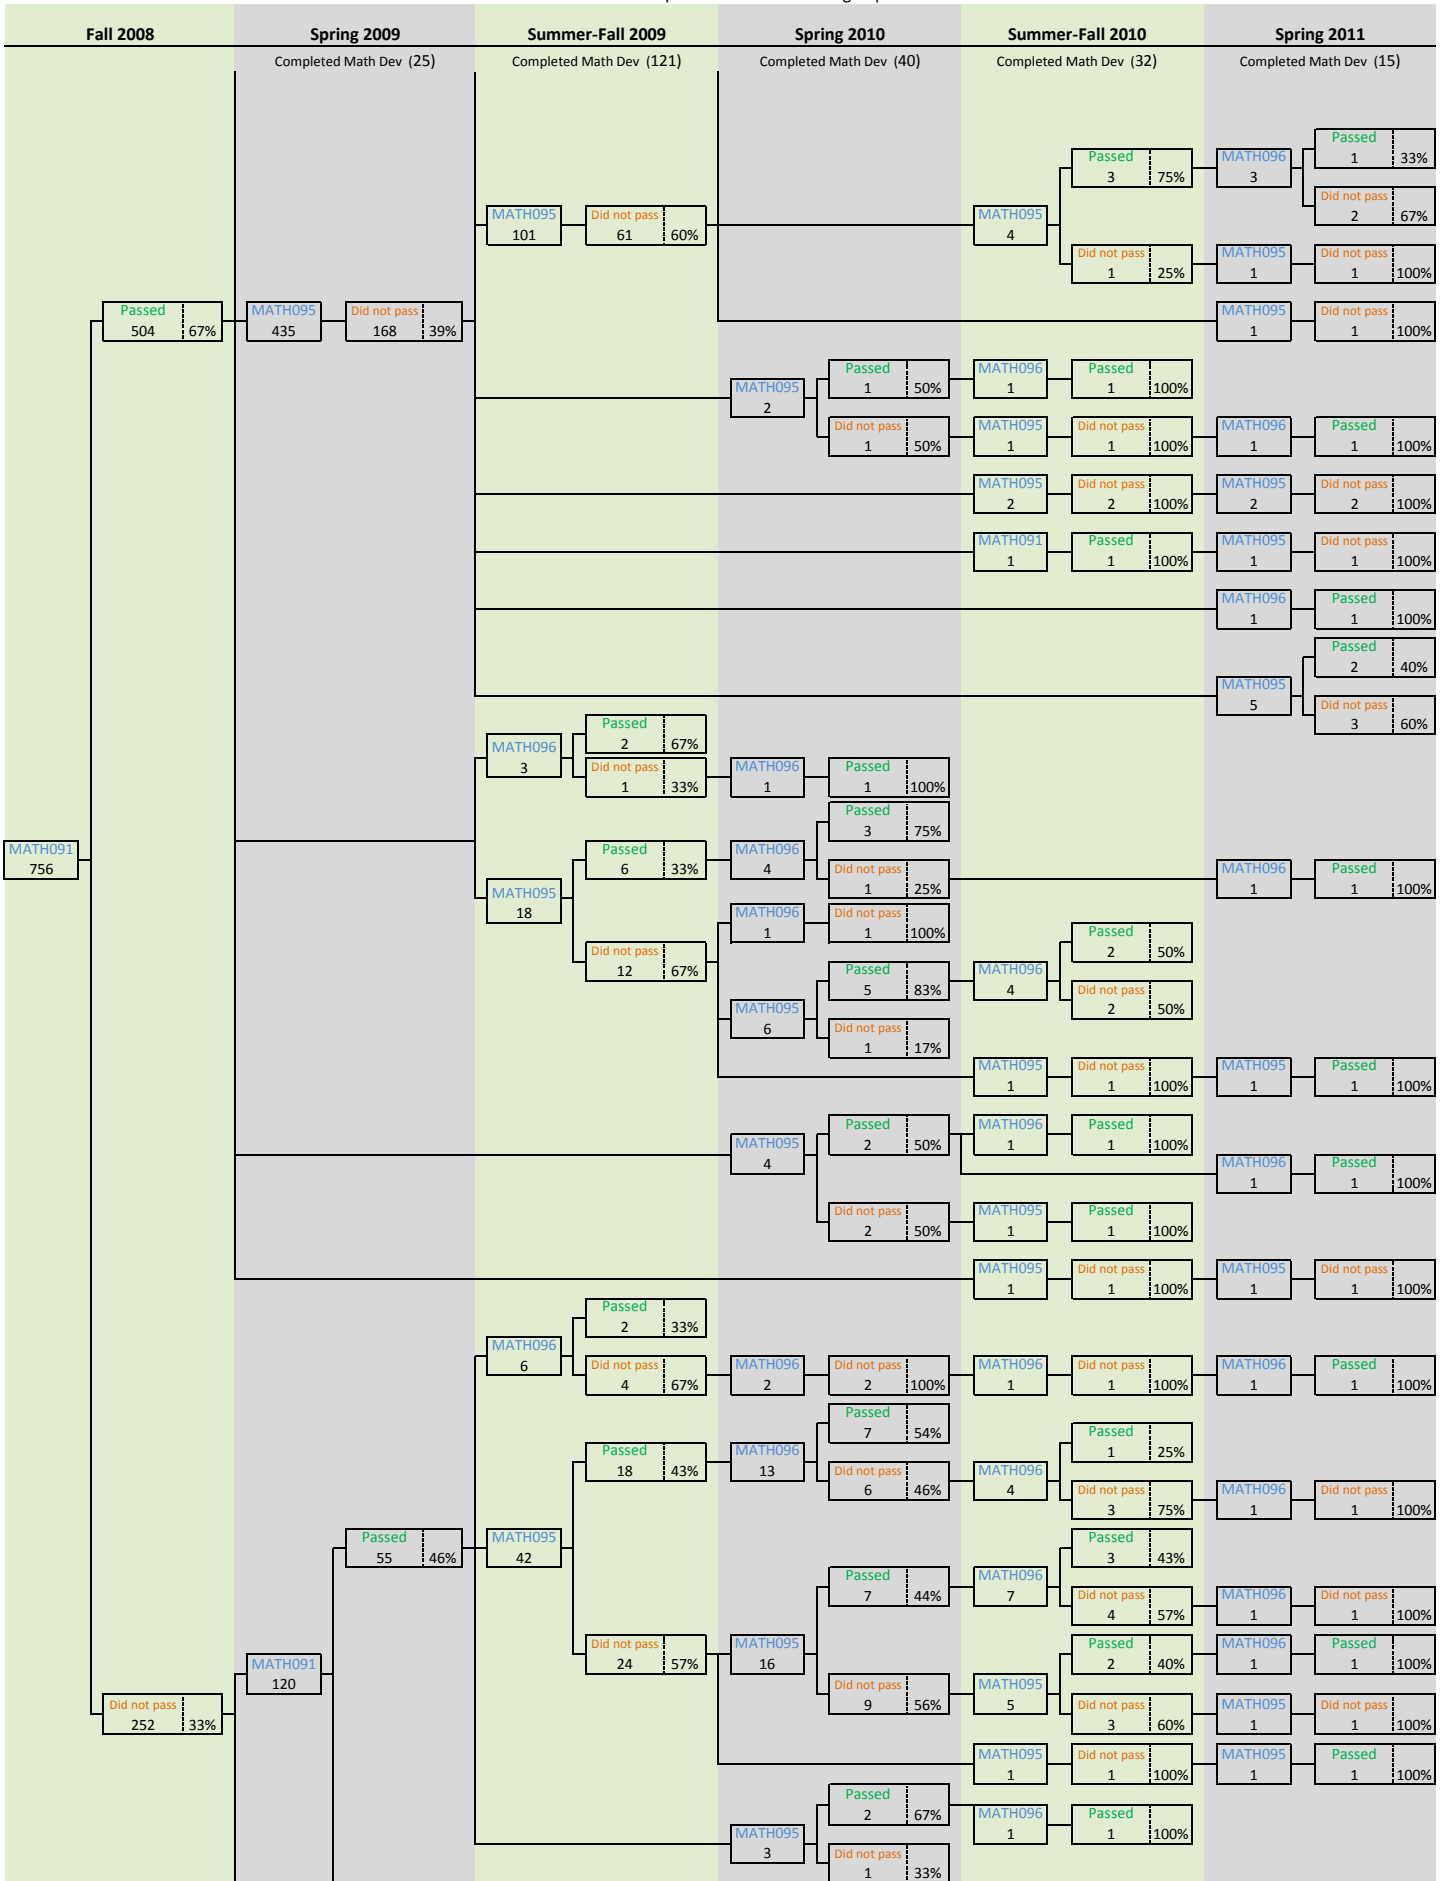 Fall 2008 Spring 2009 Summer-Fall 2009 Spring 2010 Summer-Fall 2010 Spring 2011
Completed Math Dev (25) Completed Math Dev (121) Completed Math Dev (40) Completed Math Dev (32) Completed Math Dev (15)
Passed
1 33%
Passed MATH096
3 75% 3
Did not pass
2 67%
MATH095 Did not pass MATH095
101 61 60% 4
Did not pass MATH095 Did not pass
1 25% 1 1 100%
Passed MATH095 Did not pass MATH095 Did not pass
504 67% 435 168 39% 1 1 100%
Passed MATH096 Passed
1 50% 1 1 100%
MATH095
2
Did not pass MATH095 Did not pass MATH096 Passed
1 50% 1 1 100% 1 1 100%
MATH095 Did not pass MATH095 Did not pass
2 2 100% 2 2 100%
MATH091 Passed MATH095 Did not pass
1 1 100% 1 1 100%
MATH096 Passed
1 1 100%
Passed
2 40%
MATH095
5
Did not pass
3 60%
Passed
2 67%
MATH096
3
Did not pass MATH096 Passed
1 33% 1 1 100%
Passed
3 75%
MATH091 Passed MATH096
756 6 33% 4
Did not pass MATH096 Passed
1 25% 1 1 100%
MATH095
18
MATH096 Did not pass
1 1 100%
Passed
2 50%
Did not pass
12 67%
Passed MATH096
5 83% 4
Did not pass
2 50%
MATH095
6
Did not pass
1 17%
MATH095 Did not pass MATH095 Passed
1 1 100% 1 1 100%
Passed MATH096 Passed
2 50% 1 1 100%
MATH095
4
MATH096 Passed
1 1 100%
Did not pass MATH095 Passed
2 50% 1 1 100%
MATH095 Did not pass MATH095 Did not pass
1 1 100% 1 1 100%
Passed
2 33%
MATH096
6
Did not pass MATH096 Did not pass MATH096 Did not pass MATH096 Passed
4 67% 2 2 100% 1 1 100% 1 1 100%
Passed
7 54%
Passed
1 25%
Passed MATH096
18 43% 13
Did not pass MATH096
6 46% 4
Did not pass MATH096 Did not pass
3 75% 1 1 100%
Passed MATH095 Passed
55 46% 42 3 43%
Passed MATH096
7 44% 7
Did not pass MATH096 Did not pass
4 57% 1 1 100%
Did not pass MATH095 Passed MATH096 Passed
24 57% 16 2 40% 1 1 100%
MATH091
120
Did not pass MATH095
9 56% 5
Did not pass Did not pass MATH095 Did not pass
252 33% 3 60% 1 1 100%
MATH095 Did not pass MATH095 Passed
1 1 100% 1 1 100%
Passed MATH096 Passed
2 67% 1 1 100%
MATH095
3
Did not pass
1 33%